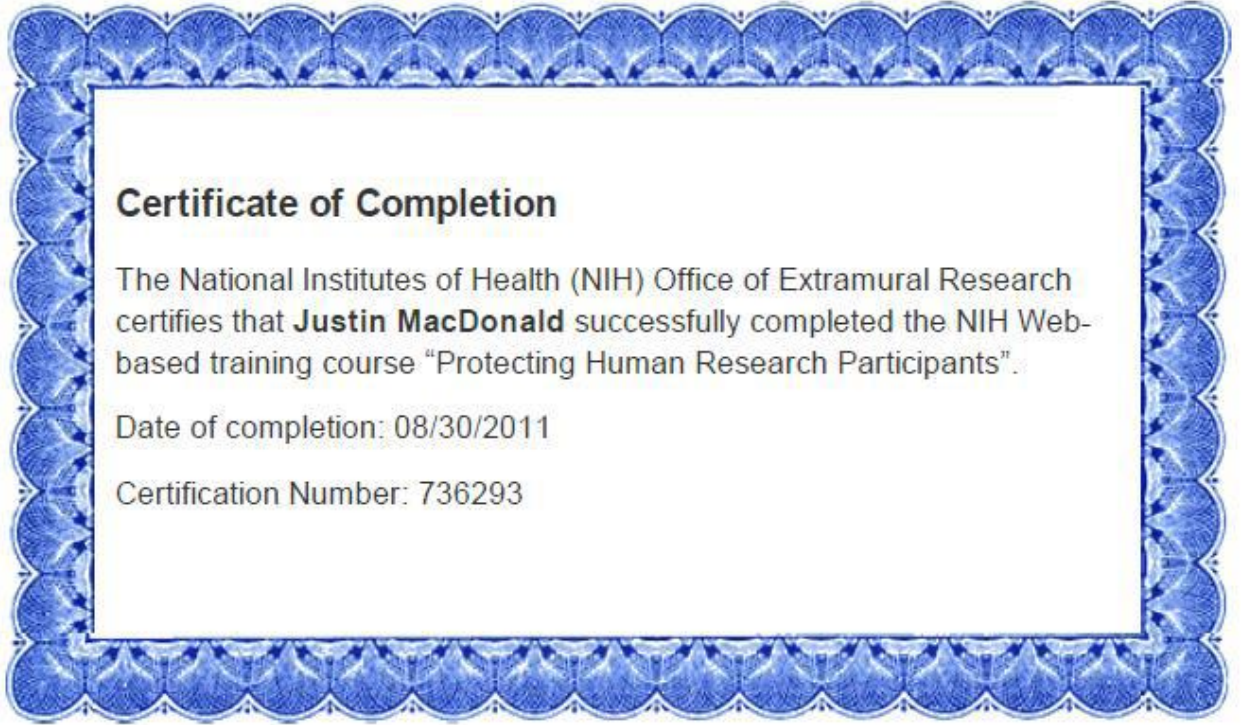 Certificate of Completion
The National Institutes of Health (NIH) Office of Extramural Research
certifies that Justin MacDonald successfully completed the NIH Web-
based training course “Protecting Human Research Participants”.
Date of completion: 08/30/2011
Certification Number: 736293